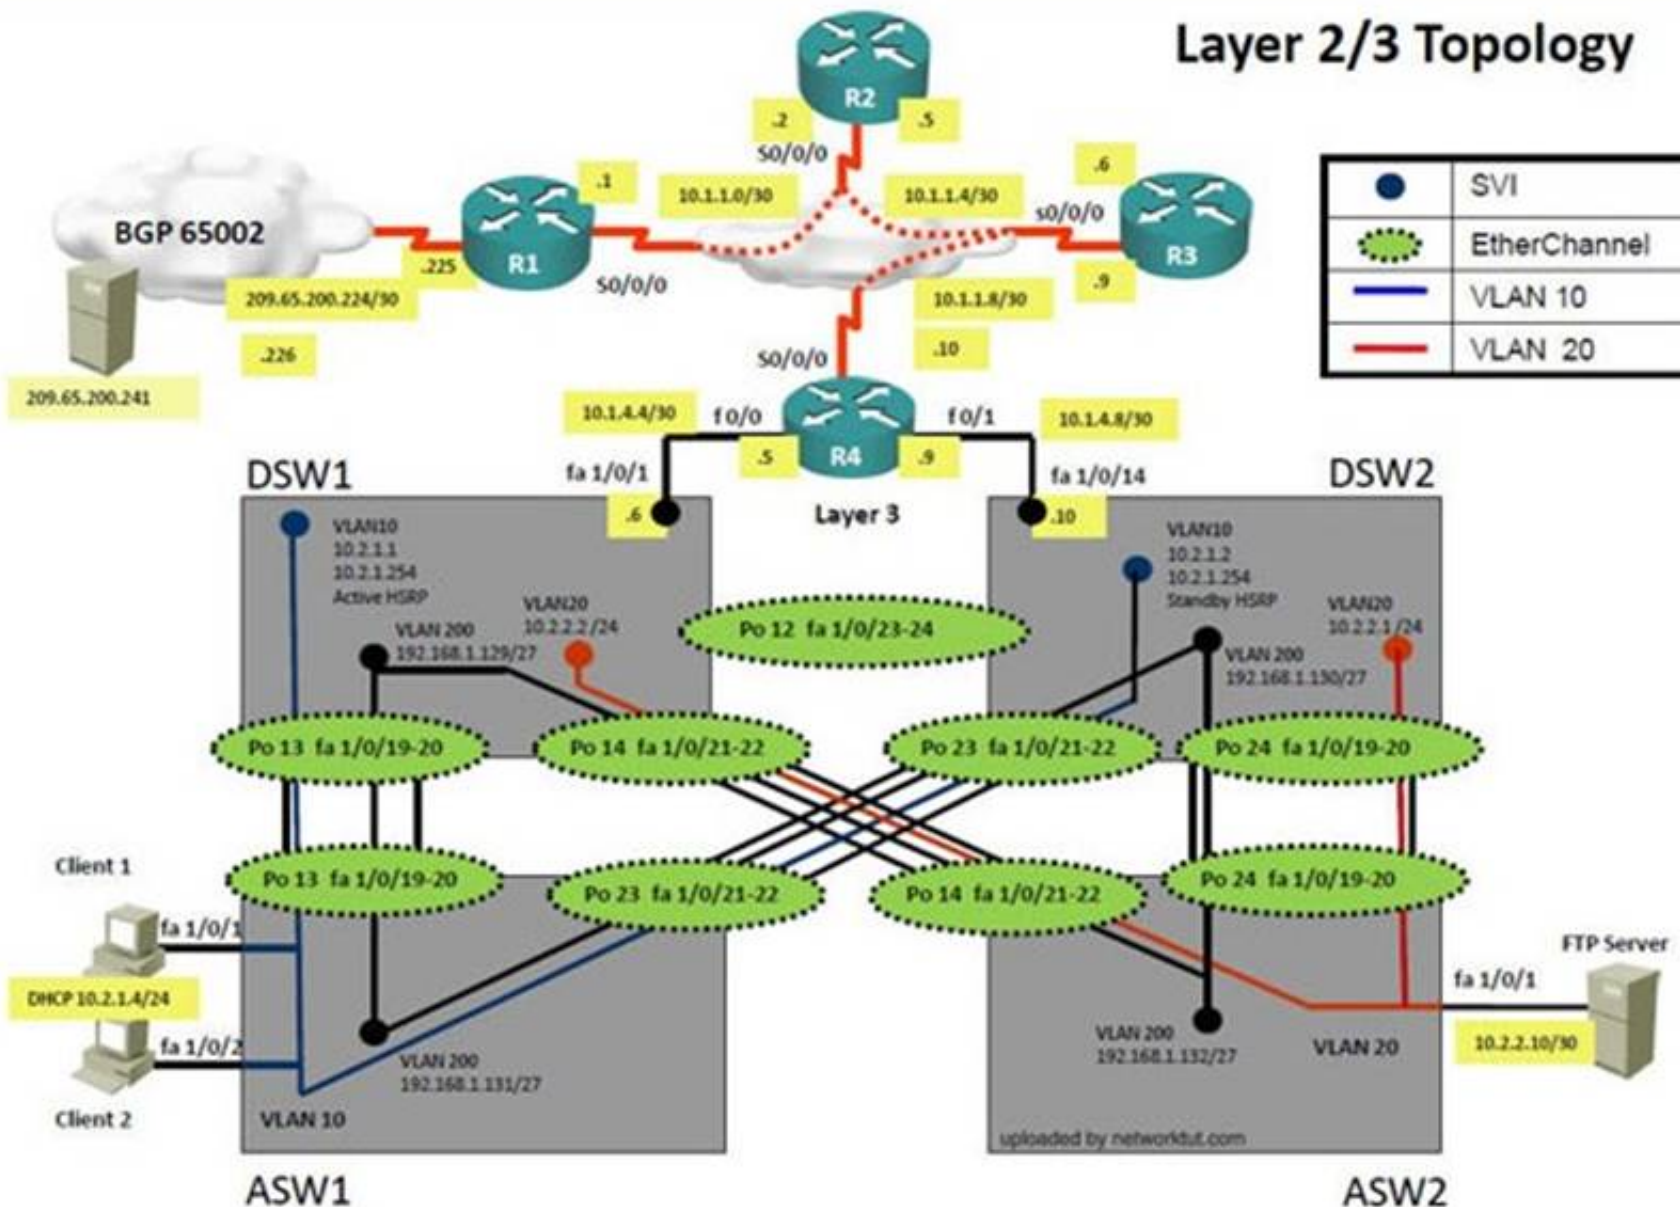 Layer 2/3 Topology
R2
.2
.5
S0/0/0
.1
10.1.1.0/30
10.1.1.4/30
.6
s0/0/0
SVI
EtherChannel
VLAN 10
VLAN 20
BGP 65002
R1
R3
.225
S0/0/0
.9
209.65.200.224/30
10.1.1.8/30
.226
.10
S0/0/0
209.65.200.241
10.1.4.4/30
f 0/0
f 0/1
10.1.4.8/30
.5
R4
.9
DSW1
fa 1/0/1
fa 1/0/14
DSW2
.6
Layer 3
.10
VLAN10
10.2.1.1
10.2.1.254
Active HSRP
VLAN10
10.2.1.2
10.2.1.254
Standby HSRP
VLAN20
10.2.2.2 /24
VLAN20
10.2.2.1 /24
VLAN 200
192.168.1.129/27
Po 12 fa 1/0/23-24
VLAN 200
192.168.1.130/27
Po 13 fa 1/0/19-20
Po 14 fa 1/0/21-22
Po 23 fa 1/0/21-22
Po 24 fa 1/0/19-20
Client 1
Po 13 fa 1/0/19-20
Po 23 fa 1/0/21-22
Po 14 fa 1/0/21-22
Po 24 fa 1/0/19-20
fa 1/0/1
FTP Server
fa 1/0/1
DHCP 10.2.1.4/24
fa 1/0/2
VLAN 200
192.168.1.131/27
VLAN 200
192.168.1.132/27
VLAN 20
10.2.2.10/30
Client 2
VLAN 10
uploaded by networktut.com
ASW1
ASW2